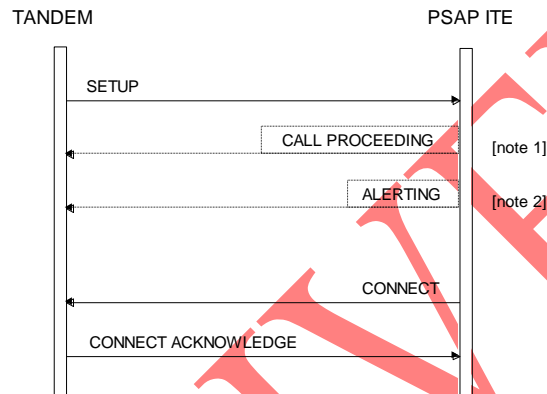 TANDEM PSAP ITE
SETUP
CALL PROCEEDING [note 1]
ALERTING [note 2]
CONNECT
CONNECT ACKNOWLEDGE